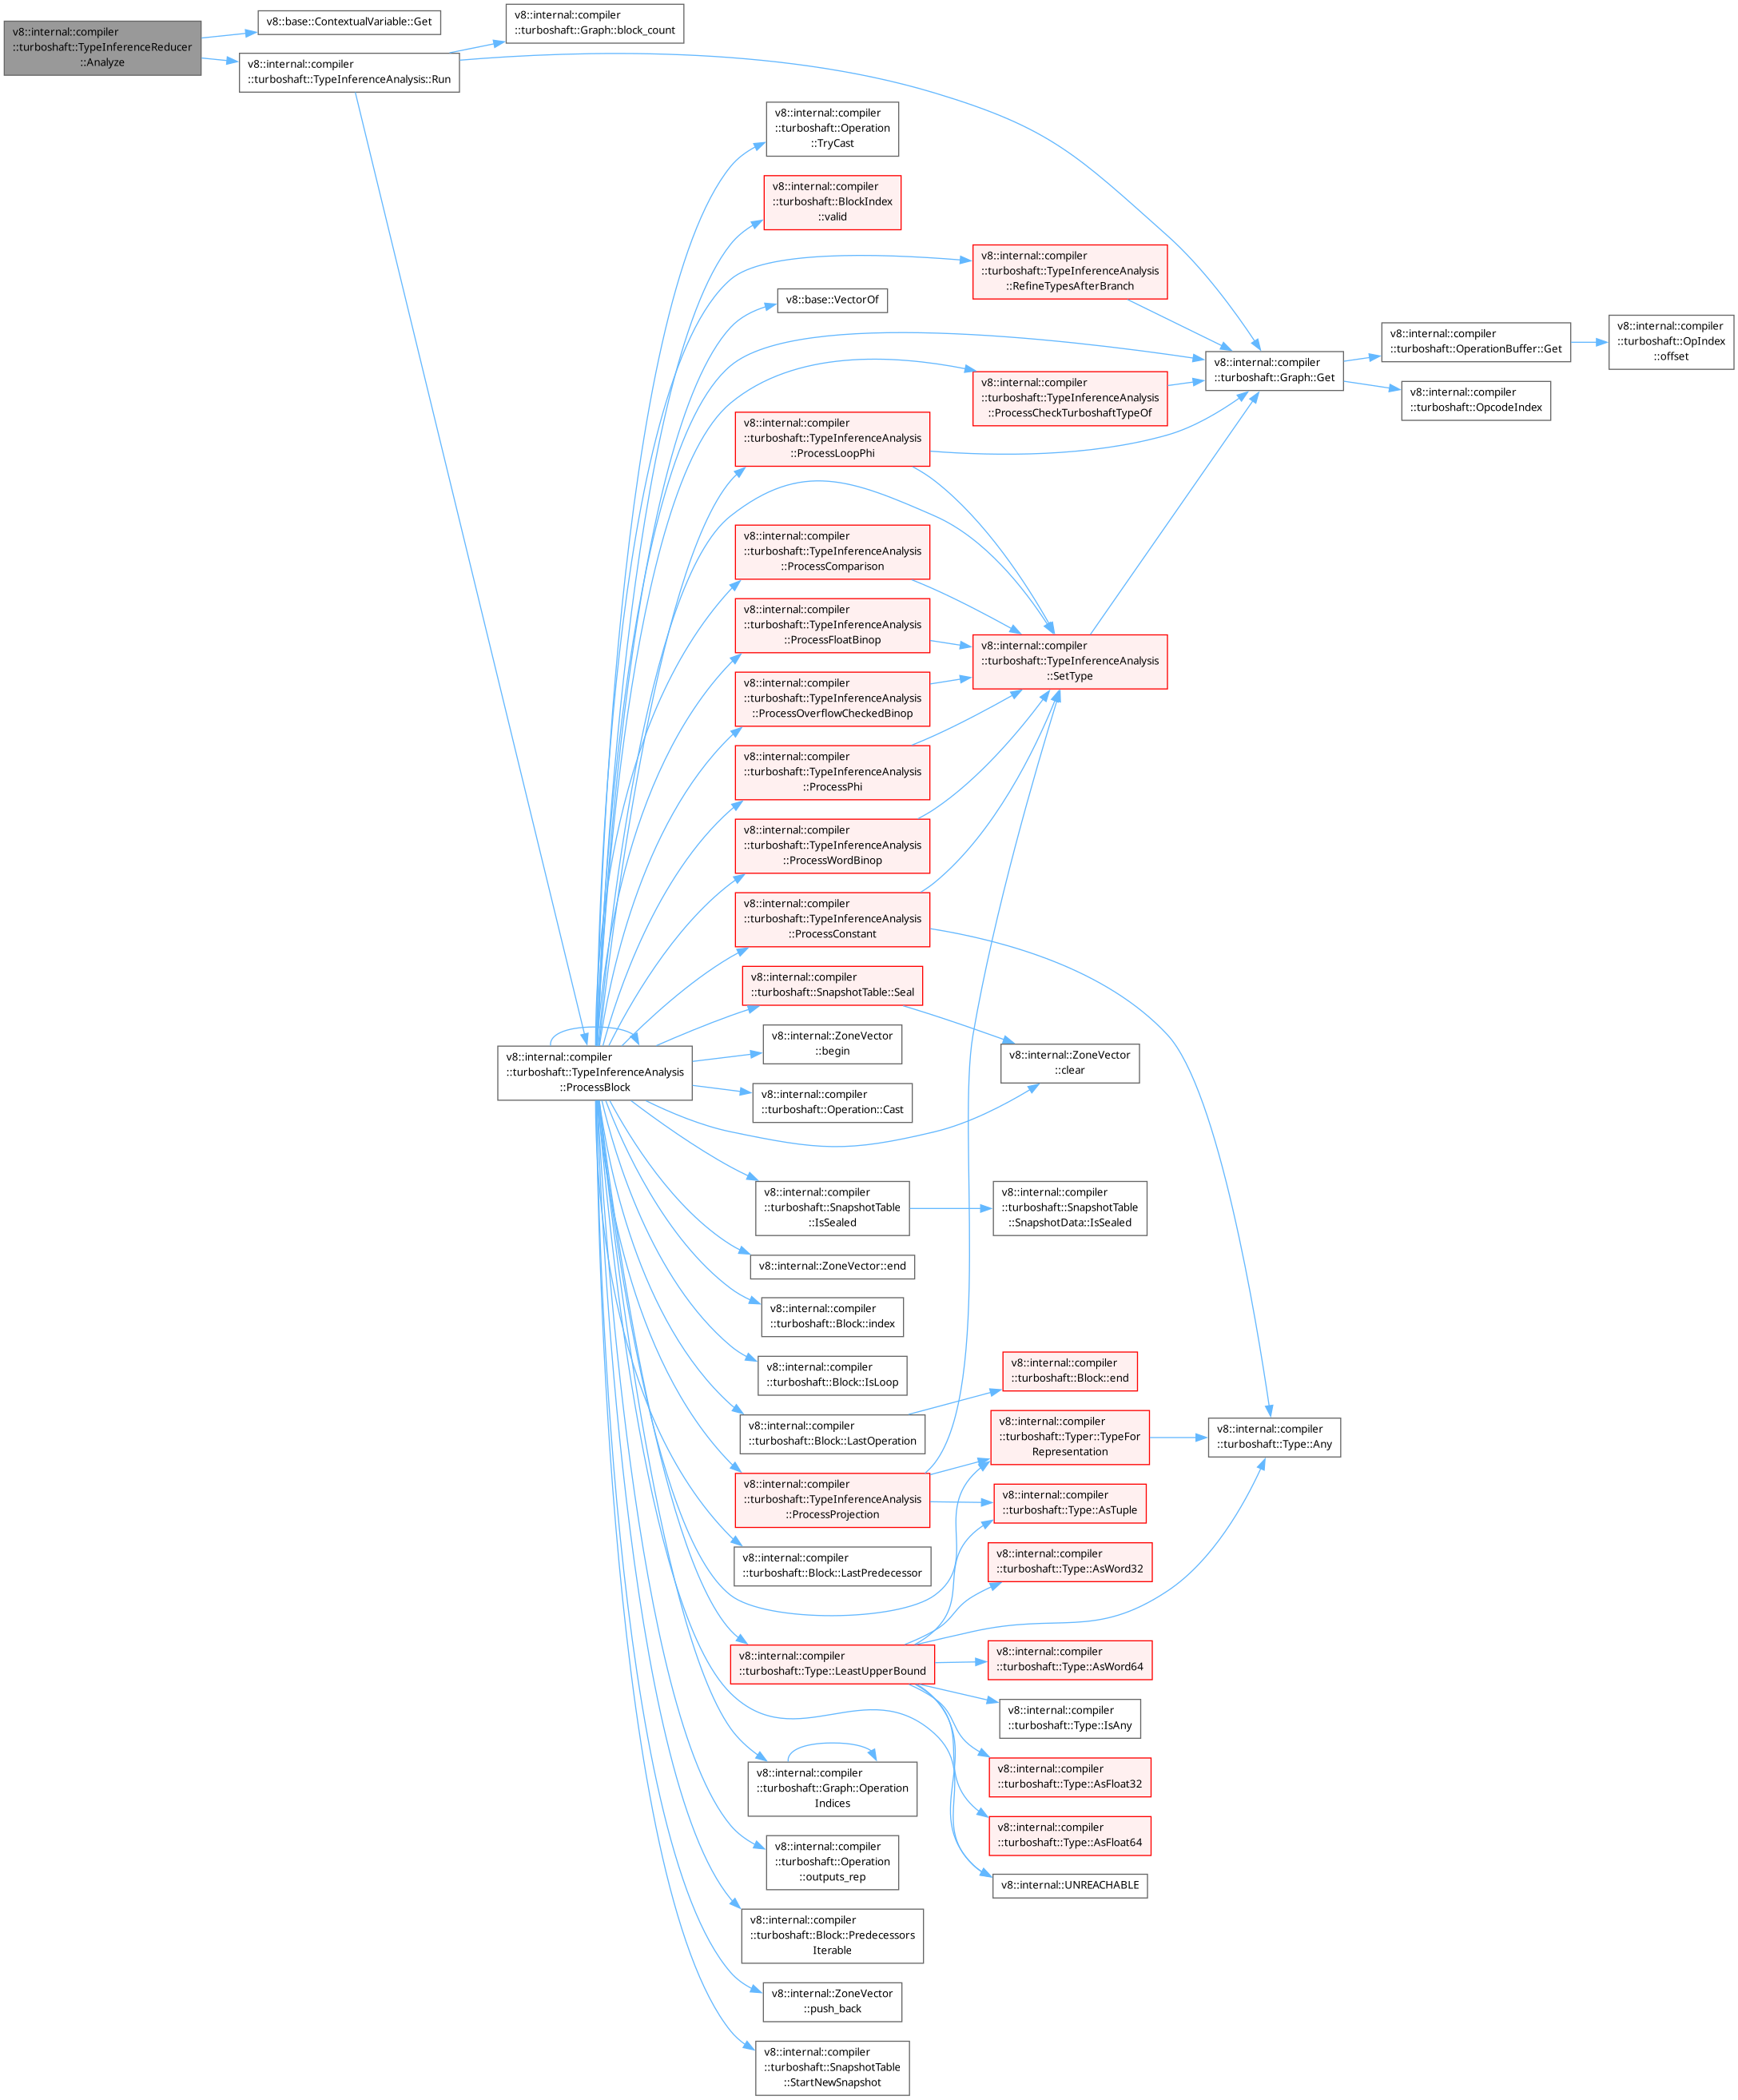 v8::internal::compiler
::turboshaft::TypeInferenceReducer
::Analyze
v8::base::ContextualVariable::Get
v8::internal::compiler
::turboshaft::TypeInferenceAnalysis::Run
v8::internal::compiler
::turboshaft::Graph::block_count
v8::internal::compiler
::turboshaft::Operation
::TryCast
v8::internal::compiler
::turboshaft::BlockIndex
::valid
v8::internal::compiler
::turboshaft::TypeInferenceAnalysis
::RefineTypesAfterBranch
v8::base::VectorOf
v8::internal::compiler
::turboshaft::Graph::Get
v8::internal::compiler
::turboshaft::OperationBuffer::Get
v8::internal::compiler
::turboshaft::OpIndex
::offset
v8::internal::compiler
::turboshaft::OpcodeIndex
v8::internal::compiler
::turboshaft::TypeInferenceAnalysis
::ProcessCheckTurboshaftTypeOf
v8::internal::compiler
::turboshaft::TypeInferenceAnalysis
::ProcessLoopPhi
v8::internal::compiler
::turboshaft::TypeInferenceAnalysis
::ProcessComparison
v8::internal::compiler
::turboshaft::TypeInferenceAnalysis
::ProcessFloatBinop
v8::internal::compiler
::turboshaft::TypeInferenceAnalysis
::SetType
v8::internal::compiler
::turboshaft::TypeInferenceAnalysis
::ProcessOverflowCheckedBinop
v8::internal::compiler
::turboshaft::TypeInferenceAnalysis
::ProcessPhi
v8::internal::compiler
::turboshaft::TypeInferenceAnalysis
::ProcessWordBinop
v8::internal::compiler
::turboshaft::TypeInferenceAnalysis
::ProcessConstant
v8::internal::compiler
::turboshaft::SnapshotTable::Seal
v8::internal::ZoneVector
::begin
v8::internal::ZoneVector
::clear
v8::internal::compiler
::turboshaft::TypeInferenceAnalysis
::ProcessBlock
v8::internal::compiler
::turboshaft::Operation::Cast
v8::internal::compiler
::turboshaft::SnapshotTable
::IsSealed
v8::internal::compiler
::turboshaft::SnapshotTable
::SnapshotData::IsSealed
v8::internal::ZoneVector::end
v8::internal::compiler
::turboshaft::Block::index
v8::internal::compiler
::turboshaft::Block::IsLoop
v8::internal::compiler
::turboshaft::Block::end
v8::internal::compiler
::turboshaft::Block::LastOperation
v8::internal::compiler
::turboshaft::Typer::TypeFor
Representation
v8::internal::compiler
::turboshaft::Type::Any
v8::internal::compiler
::turboshaft::TypeInferenceAnalysis
::ProcessProjection
v8::internal::compiler
::turboshaft::Type::AsTuple
v8::internal::compiler
::turboshaft::Block::LastPredecessor
v8::internal::compiler
::turboshaft::Type::AsWord32
v8::internal::compiler
::turboshaft::Type::LeastUpperBound
v8::internal::compiler
::turboshaft::Type::AsWord64
v8::internal::compiler
::turboshaft::Type::IsAny
v8::internal::compiler
::turboshaft::Graph::Operation
Indices
v8::internal::compiler
::turboshaft::Type::AsFloat32
v8::internal::compiler
::turboshaft::Type::AsFloat64
v8::internal::compiler
::turboshaft::Operation
::outputs_rep
v8::internal::UNREACHABLE
v8::internal::compiler
::turboshaft::Block::Predecessors
Iterable
v8::internal::ZoneVector
::push_back
v8::internal::compiler
::turboshaft::SnapshotTable
::StartNewSnapshot